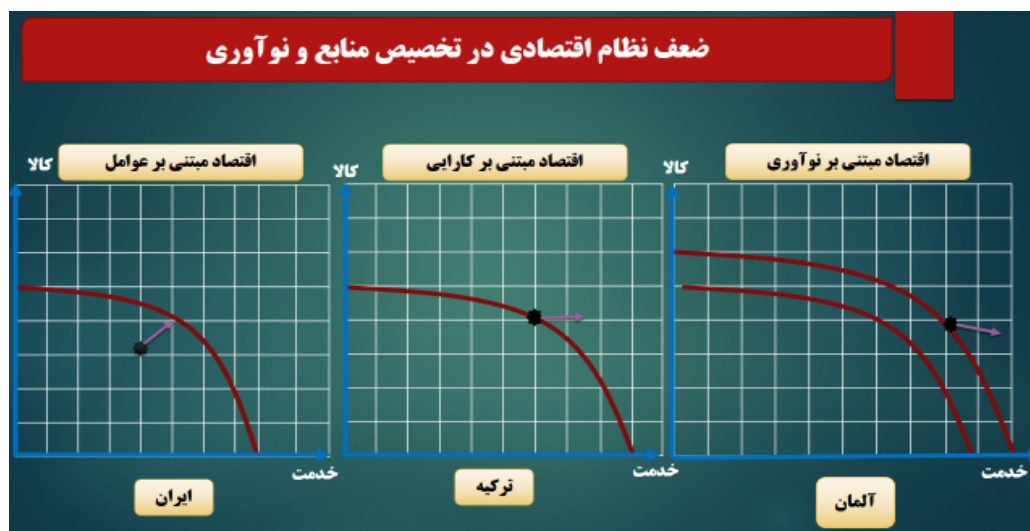 ضعف نظام اقتصادی در تخصیص منابع و نوآوری
اقتصاد مبتنی بر نوآوری
کالا
خدمت
آلمان
اقتصاد مبتنی بر کارایی
کالا
خدمت
ترکیه
اقتصاد مبتنی بر عوامل
کالا
خدمت
ایران